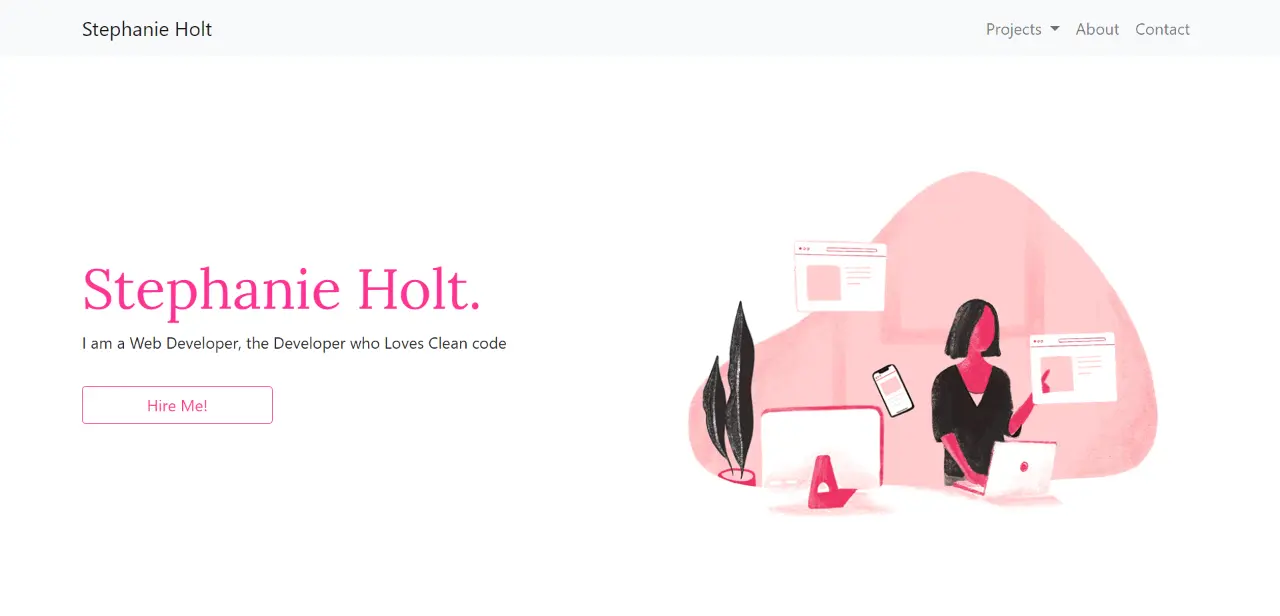 Stephanie Holt
Projects About Contact
Stephanie Holt.
I am a Web Developer, the Developer who Loves Clean code
Hire Me!